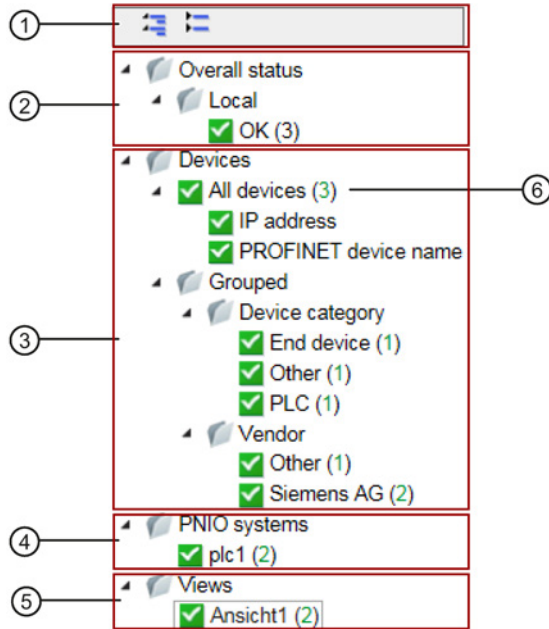 1
2
Overall status
Local
OK (3)
3
Devices
All devices (3)
6
IP address
PROFINET device name
Grouped
Device category
End device (1)
Other (1)
PLC (1)
Vendor
Other (1)
Siemens AG (2)
4
PNIO systems
plc1 (2)
5
Views
Ansicht1 (2)